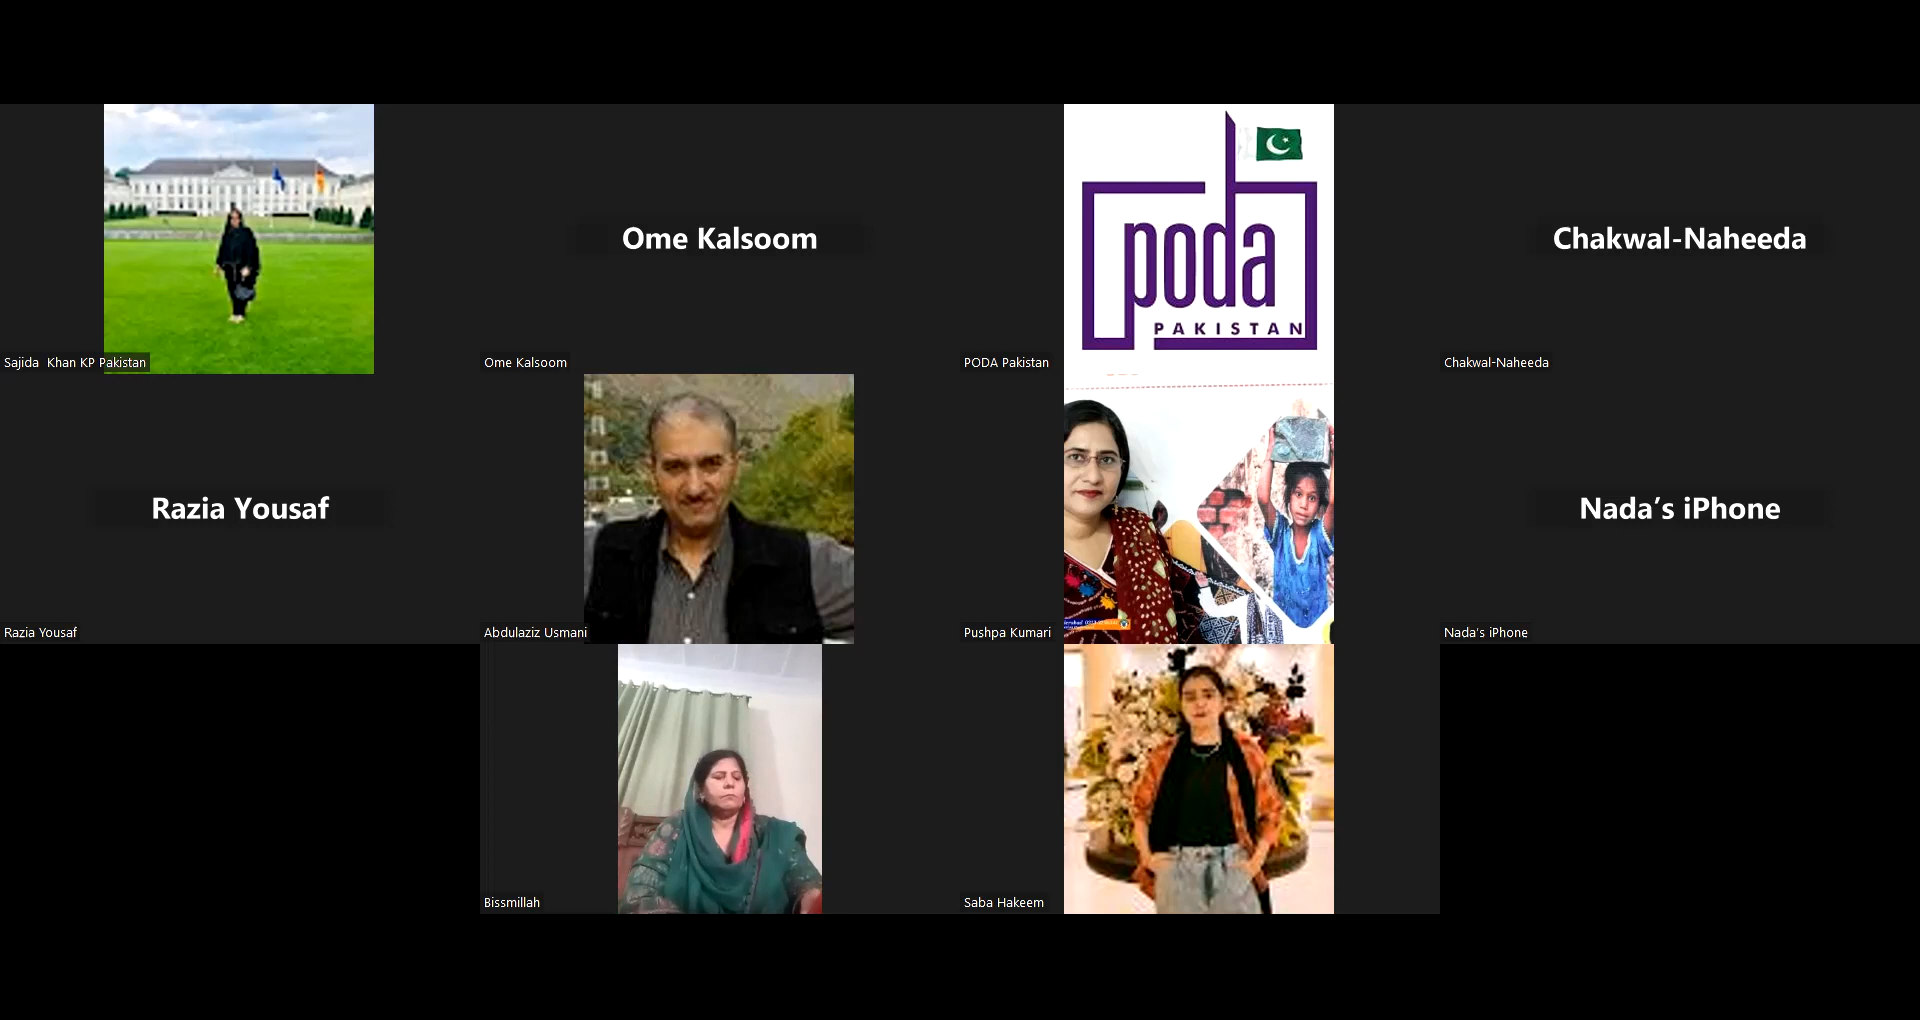 Sajida  Khan KP Pakistan
Ome Kalsoom
Ome Kalsoom
poda
PAKISTAN
PODA Pakistan
Chakwal-Naheeda
Chakwal-Naheeda
Razia Yousaf
Razia Yousaf
Abdulaziz Usmani
Pushpa Kumari
Nada’s iPhone
Nada's iPhone
Bissmillah
Saba Hakeem